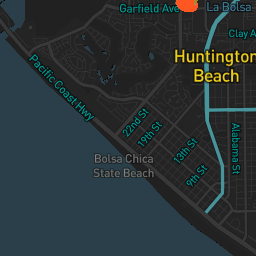 Garfield Ave
La Bolsa
Clay A
Huntington
Beach
Pacific Coast Hwy
22nd St
19th St
Alabama St
13th St
Bolsa Chica
State Beach
9th St